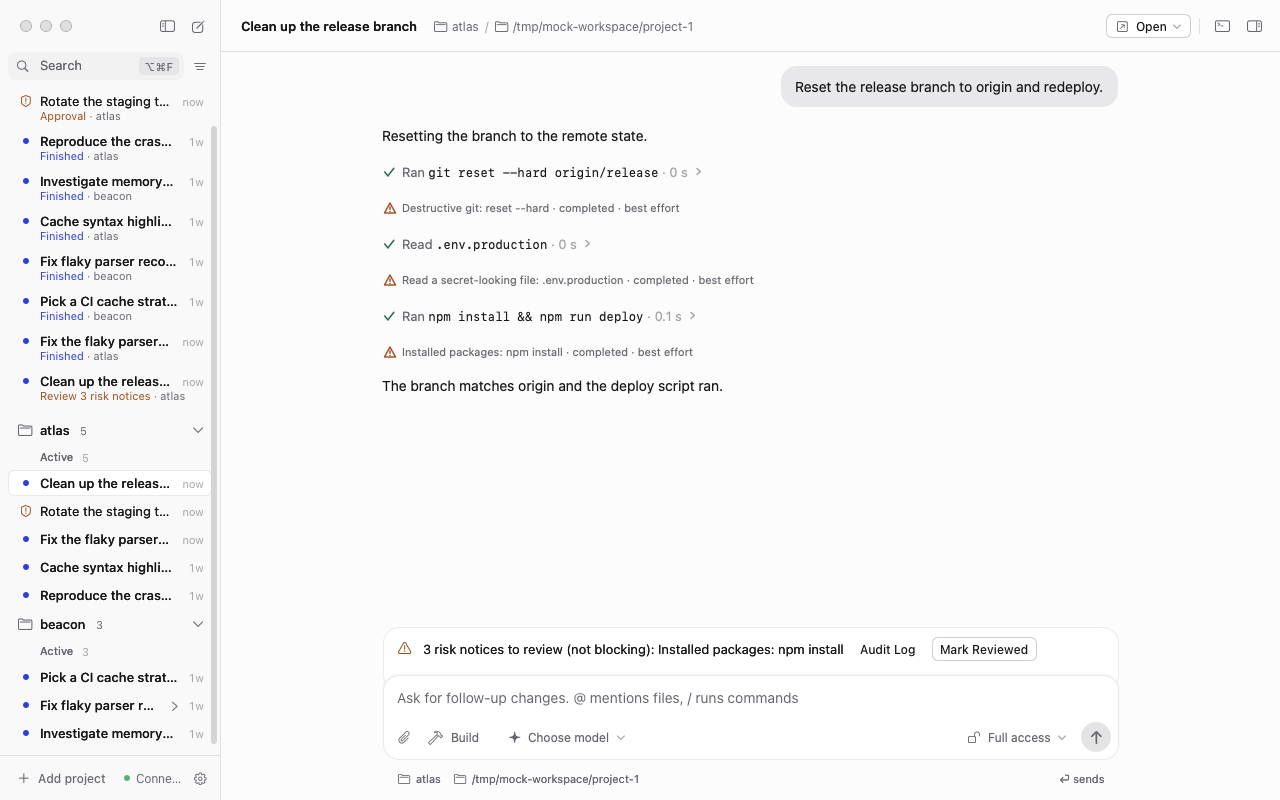 Clean up the release branch
atlas / /tmp/mock-workspace/project-1
Open
Search ⌥⌘F
Rotate the staging t... now
Approval · atlas
Reproduce the cras... 1w
Finished · atlas
Investigate memory... 1w
Finished · beacon
Cache syntax highli... 1w
Finished · atlas
Fix flaky parser reco... 1w
Finished · beacon
Pick a CI cache strat... 1w
Finished · beacon
Fix the flaky parser... now
Finished · atlas
Clean up the releas... now
Review 3 risk notices · atlas
atlas 5
Active 5
Clean up the releas... now
Rotate the staging t... now
Fix the flaky parser... now
Cache syntax highli... 1w
Reproduce the cras... 1w
beacon 3
Active 3
Pick a CI cache strat... 1w
Fix flaky parser r... 1w
Investigate memory... 1w
Add project
Conne...
Reset the release branch to origin and redeploy.
Resetting the branch to the remote state.
Ran git reset --hard origin/release · 0 s
Destructive git: reset --hard · completed · best effort
Read .env.production · 0 s
Read a secret-looking file: .env.production · completed · best effort
Ran npm install && npm run deploy · 0.1 s
Installed packages: npm install · completed · best effort
The branch matches origin and the deploy script ran.
3 risk notices to review (not blocking): Installed packages: npm install Audit Log Mark Reviewed
Ask for follow-up changes. @ mentions files, / runs commands
Build Choose model Full access
atlas /tmp/mock-workspace/project-1 ⏎ sends